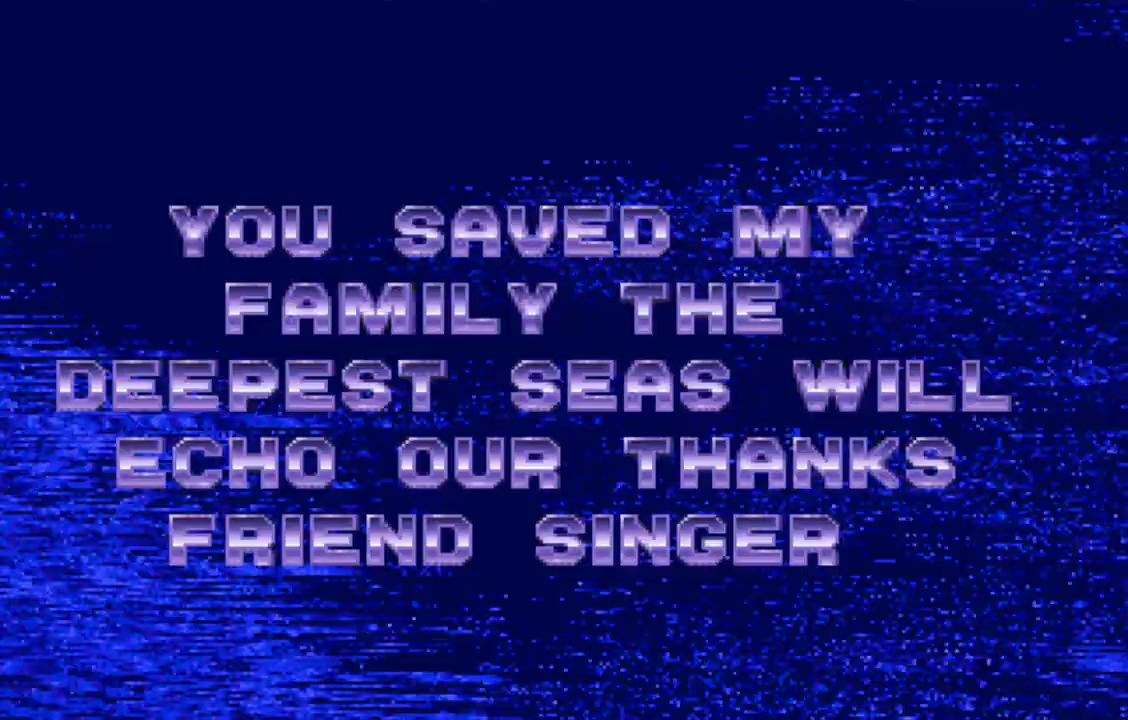 YOU SAVED MY
FAMILY THE
DEEPEST SEAS WILL
ECHO OUR THANKS
FRIEND SINGER